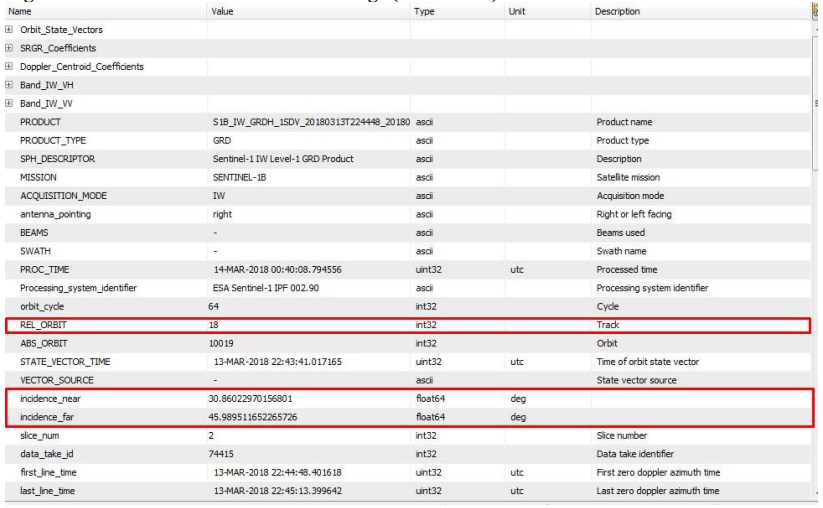 Name Value Type Unit Description
Orbit_State_Vectors
SRGR_Coefficients
Doppler_Centroid_Coefficients
Band_IW_VH
Band_IW_VV
PRODUCT S1B_IW_GRDH_1SDV_20180313T224448_20180 ascii Product name
PRODUCT_TYPE GRD ascii Product type
SPH_DESCRIPTOR Sentinel-1 IW Level-1 GRD Product ascii Description
MISSION SENTINEL-1B ascii Satellite mission
ACQUISITION_MODE IW ascii Acquisition mode
antenna_pointing right ascii Right or left facing
BEAMS - ascii Beams used
SWATH - ascii Swath name
PROC_TIME 14-MAR-2018 00:40:08.794556 uint32 utc Processed time
Processing_system_identifier ESA Sentinel-1 IPF 002.90 ascii Processing system identifier
orbit_cycle 64 int32 Cycle
REL_ORBIT 18 int32 Track
ABS_ORBIT 10019 int32 Orbit
STATE_VECTOR_TIME 13-MAR-2018 22:43:41.017165 uint32 utc Time of orbit state vector
VECTOR_SOURCE - ascii State vector source
incidence_near 30.86022970156801 float64 deg
incidence_far 45.989511652265726 float64 deg
slice_num 2 int32 Slice number
data_take_id 74415 int32 Data take identifier
first_line_time 13-MAR-2018 22:44:48.401618 uint32 utc First zero doppler azimuth time
last_line_time 13-MAR-2018 22:45:13.399642 uint32 utc Last zero doppler azimuth time